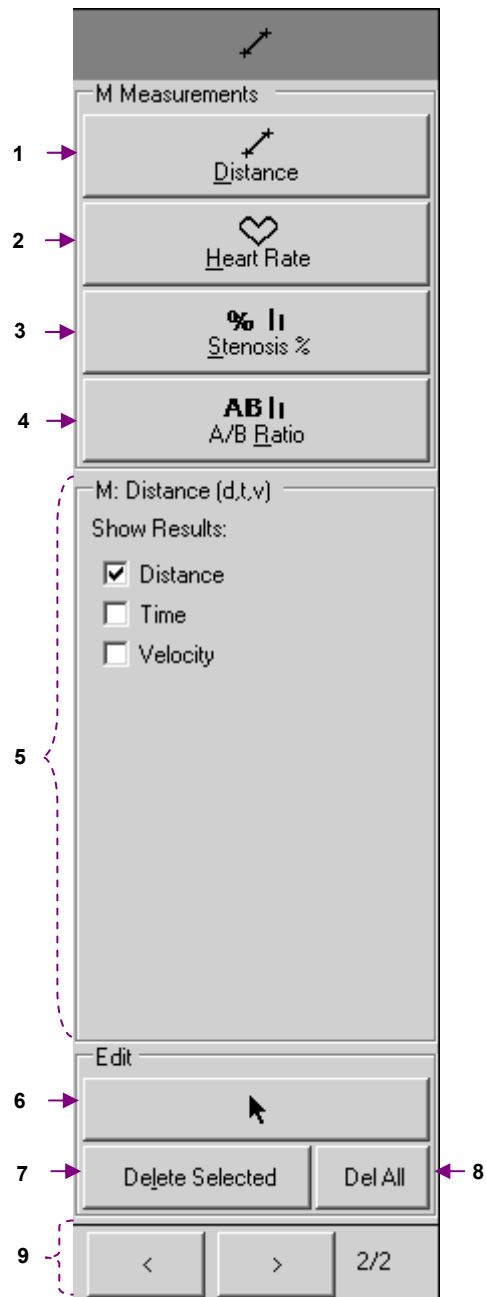 M Measurements
1
Distance
2
Heart Rate
3
% 
Stenosis %
4
AB
A/B Ratio
M: Distance (d,t,v)
Show Results:
Distance
Time
Velocity
5
Edit
6
7
Delete Selected
Del All
8
9
<
>
2/2